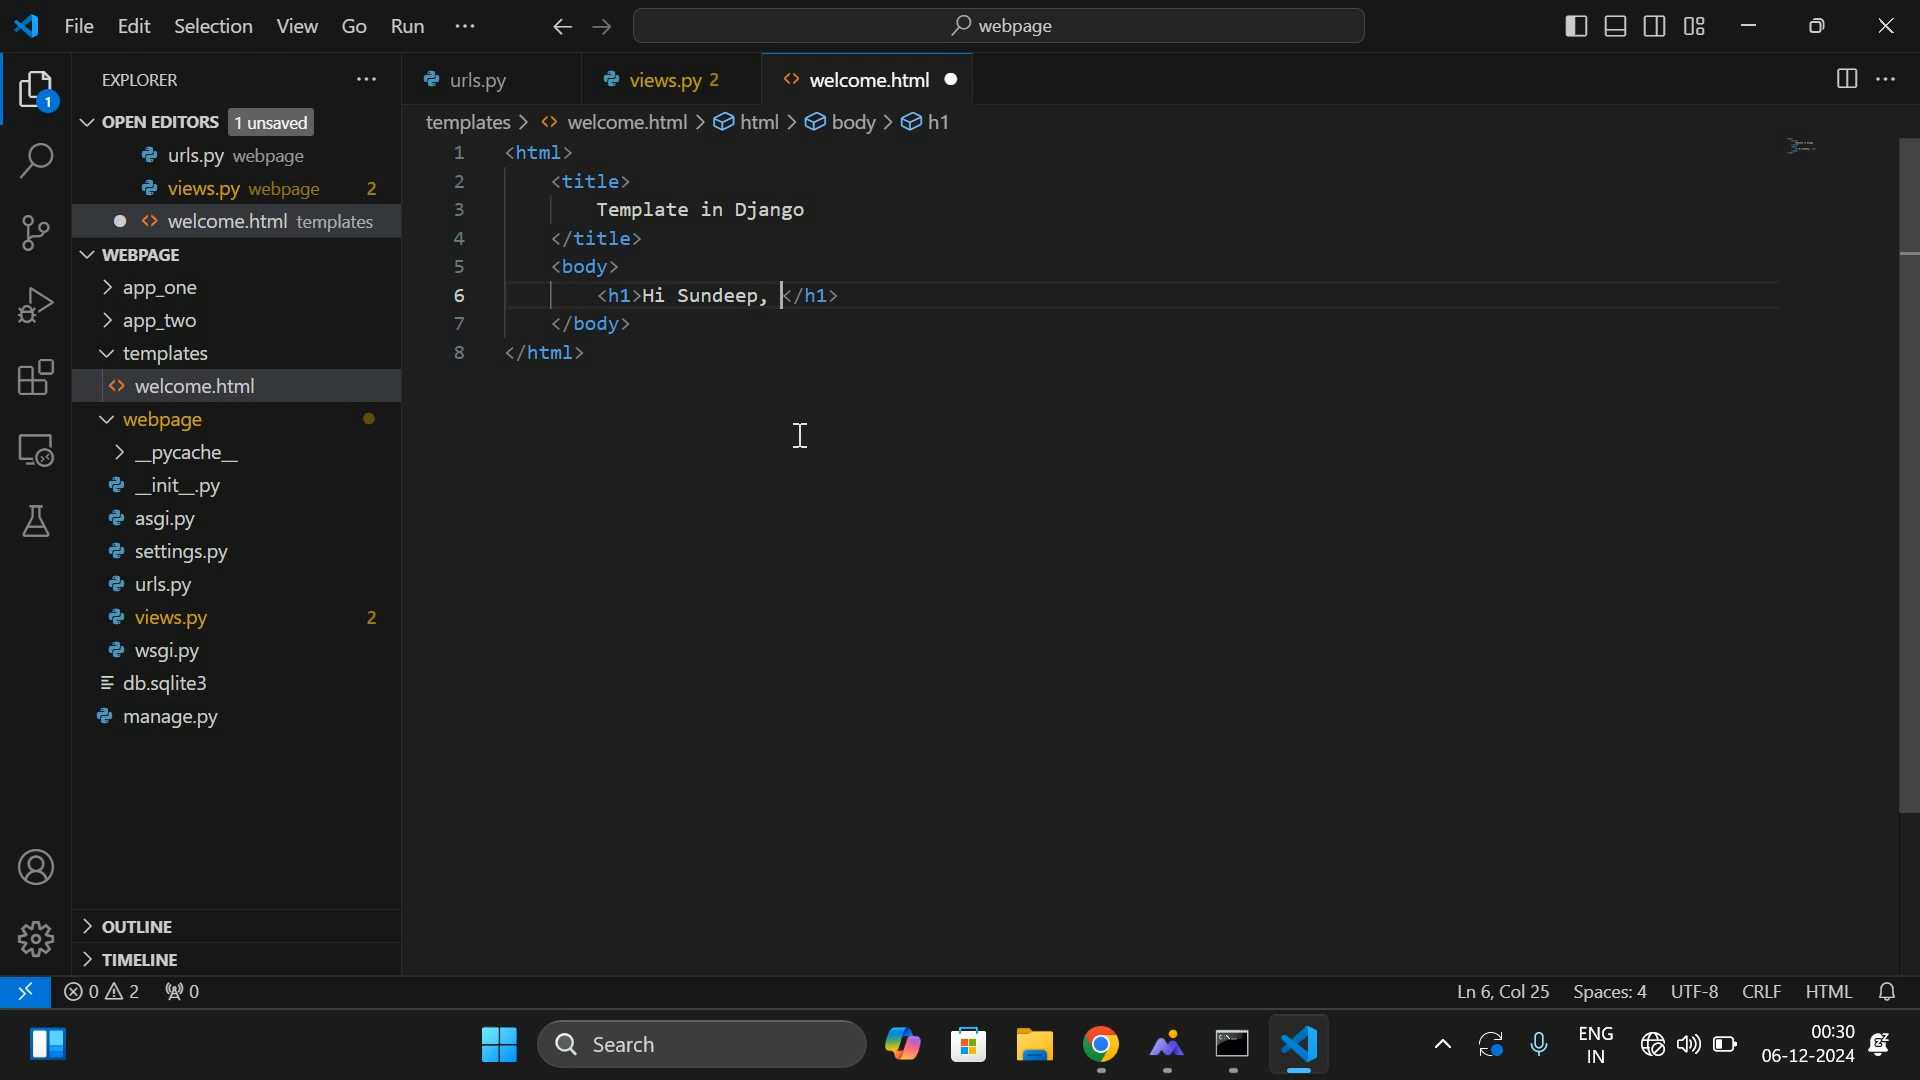 File Edit Selection View Go Run
webpage
EXPLORER
1
OPEN EDITORS 1 unsaved
urls.py webpage
views.py webpage 2
welcome.html templates
WEBPAGE
app_one
app_two
templates
welcome.html
webpage
__pycache__
__init__.py
asgi.py
settings.py
urls.py
views.py 2
wsgi.py
db.sqlite3
manage.py
OUTLINE
TIMELINE
urls.py views.py 2 welcome.html
templates > welcome.html > html > body > h1
1 <html>
2 <title>
3 Template in Django
4 </title>
5 <body>
6 <h1>Hi Sundeep, </h1>
7 </body>
8 </html>
0 2 0 Ln 6, Col 25 Spaces: 4 UTF-8 CRLF HTML
Search
ENG
IN
00:30
06-12-2024